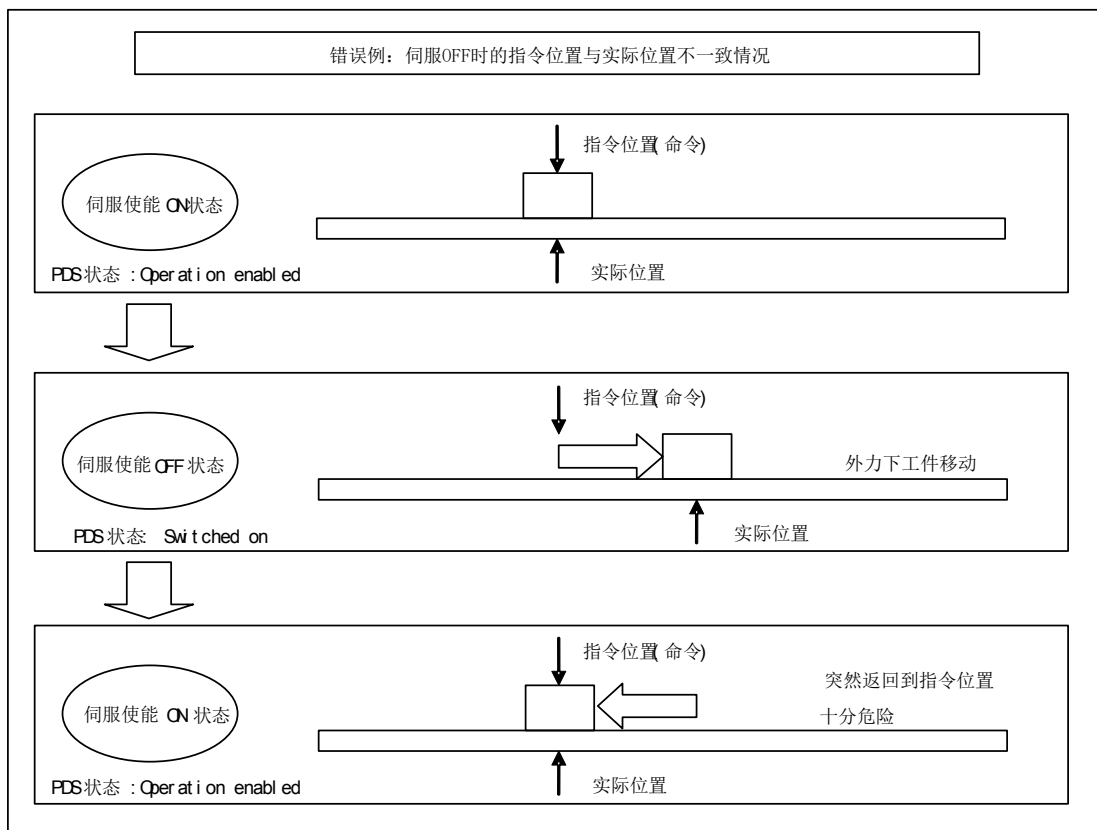 错误例：伺服OFF时的指令位置与实际位置不一致情况
指令位置(命令)
伺服使能 ON状态
实际位置
PDS状态 :Operation enabled
指令位置(命令)
伺服使能 OFF 状态
外力下工件移动
实际位置
PDS状态: Switched on
指令位置(命令)
突然返回到指令位置
伺服使能 ON 状态
十分危险
实际位置
PDS状态 :Operation enabled